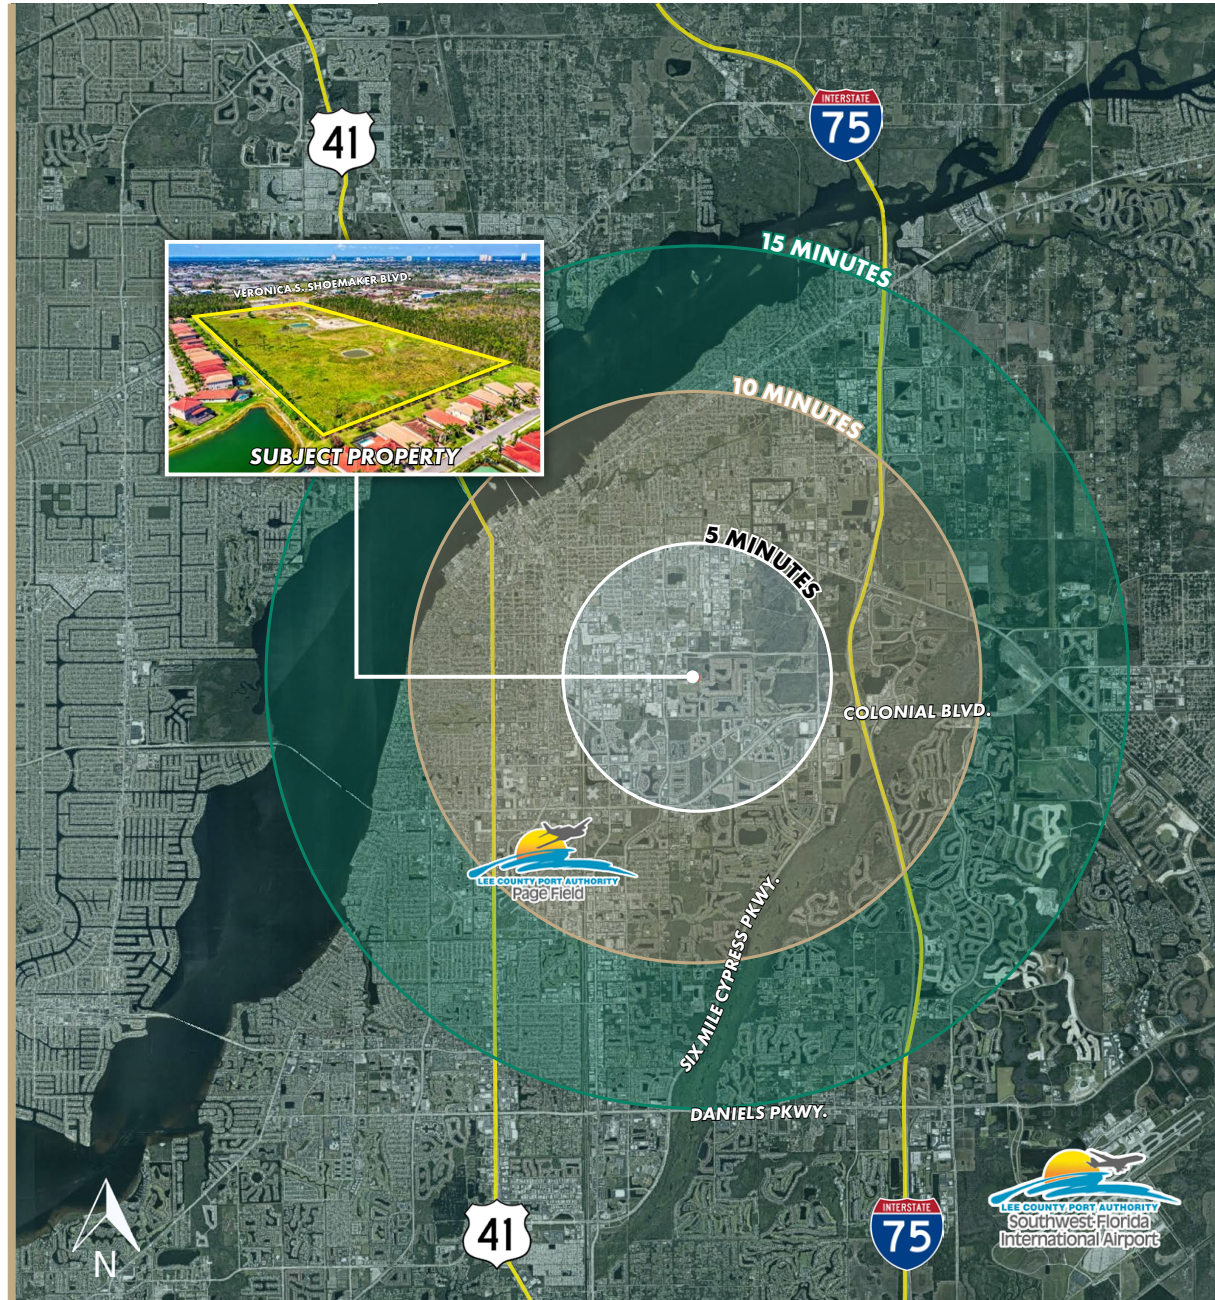 41
INTERSTATE
75
15 MINUTES
VERONICA S. SHOEMAKER BLVD.
SUBJECT PROPERTY
10 MINUTES
5 MINUTES
COLONIAL BLVD.
LEE COUNTY PORT AUTHORITY
Page Field
SIX MILE CYPRESS PKWY.
DANIELS PKWY.
LEE COUNTY PORT AUTHORITY
Southwest Florida
International Airport
N
41
INTERSTATE
75